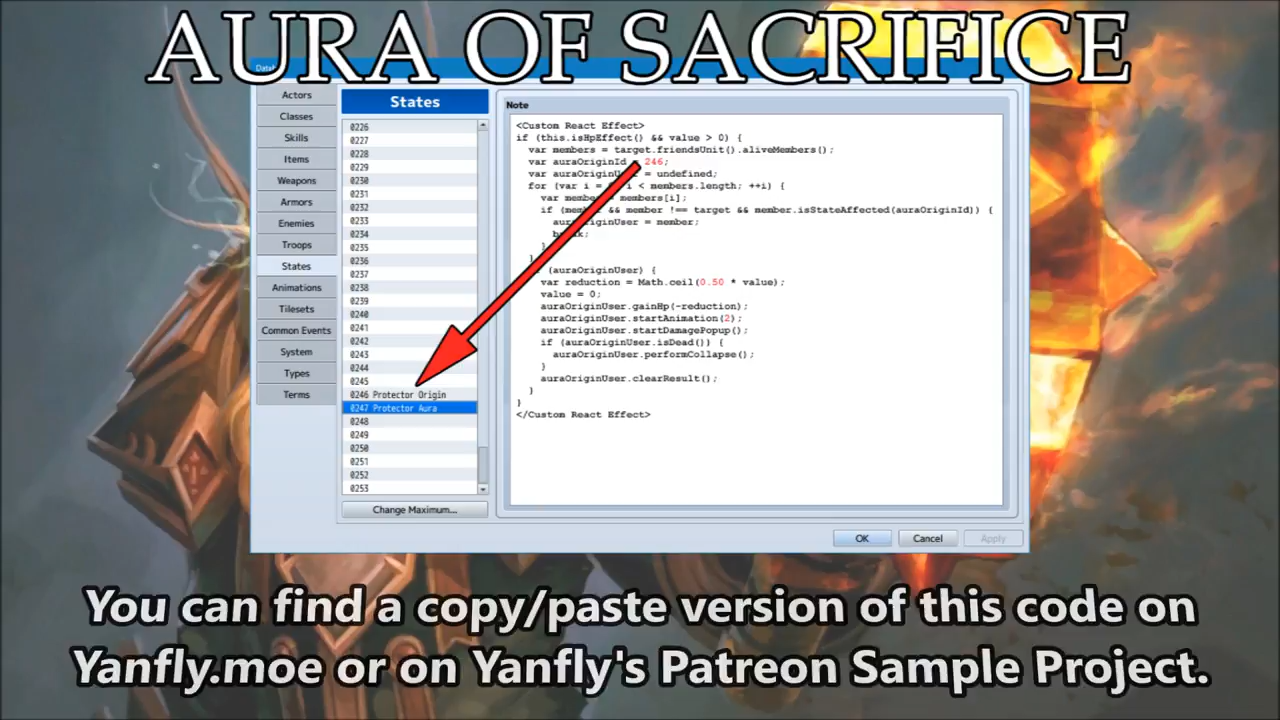 AURA OF SACRIFICE
Actors
Classes
Skills
Items
Weapons
Armors
Enemies
Troops
States
Animations
Tilesets
Common Events
System
Types
Terms
States
0226
0227
0228
0229
0230
0231
0232
0233
0234
0235
0236
0237
0238
0239
0240
0241
0242
0243
0244
0245
0246 Protector Origin
0247 Protector Aura
0248
0249
0250
0251
0252
0253
Change Maximum...
Note
<Custom React Effect>
if (this.isHpEffect() && value > 0) {
var members = target.friendsUnit().aliveMembers();
var auraOriginId = 246;
var auraOriginU = undefined;
for (var i = i < members.length; ++i) {
var membe = members[i];
if (mem && member !== target && member.isStateAffected(auraOriginId)) {
au originUser = member;
b k;
}
}
(auraOriginUser) {
var reduction = Math.ceil(0.50 * value);
value = 0;
auraOriginUser.gainHp(-reduction);
auraOriginUser.startAnimation(2);
auraOriginUser.startDamagePopup();
if (auraOriginUser.isDead()) {
auraOriginUser.performCollapse();
}
auraOriginUser.clearResult();
}
}
</Custom React Effect>
OK
Cancel
Apply
You can find a copy/paste version of this code on
Yanfly.moe or on Yanfly's Patreon Sample Project.